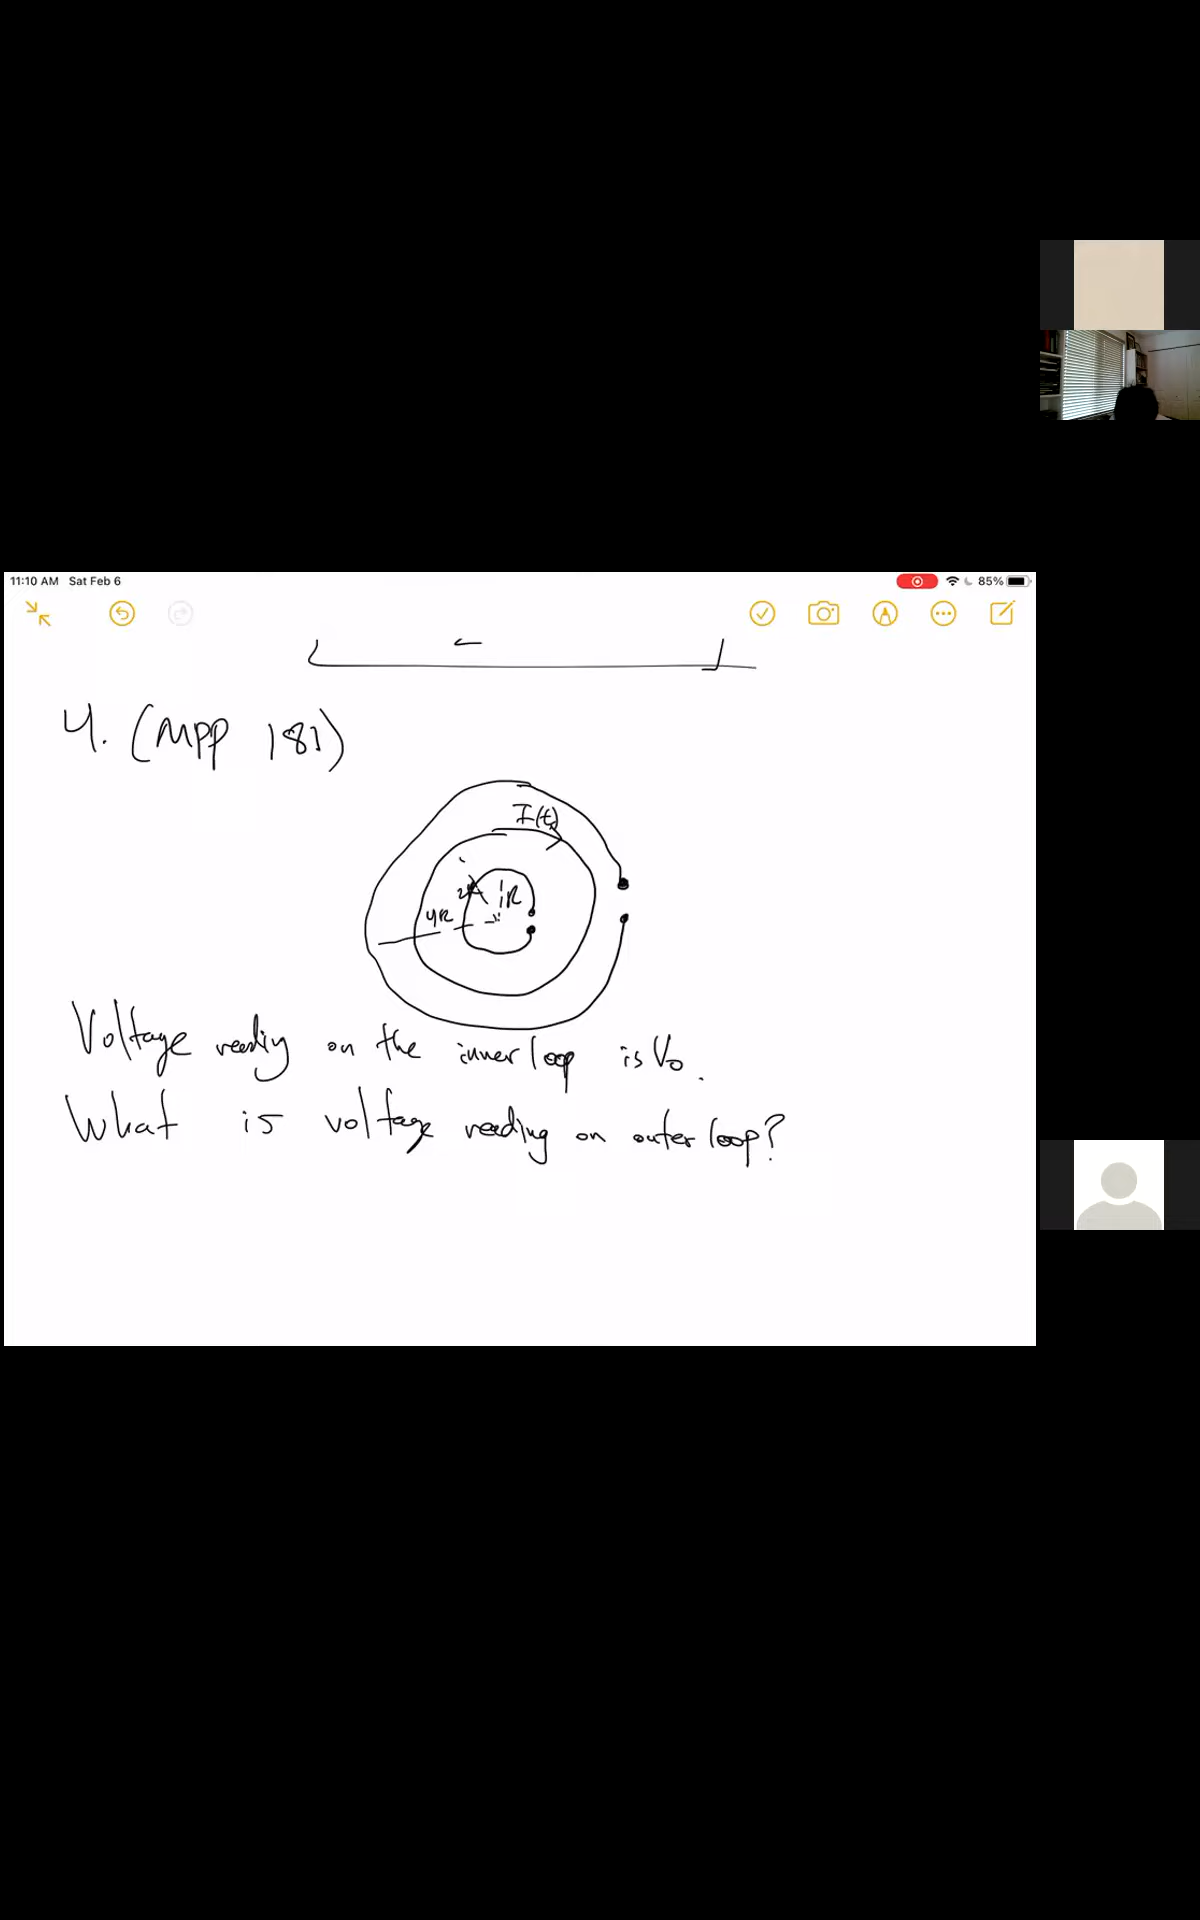 11:10 AM Sat Feb 6
85%
4. (MPP 181)
I(t)
2R
R
4R
Voltage reading on the inner loop is V0.
What is voltage reading on outer loop?